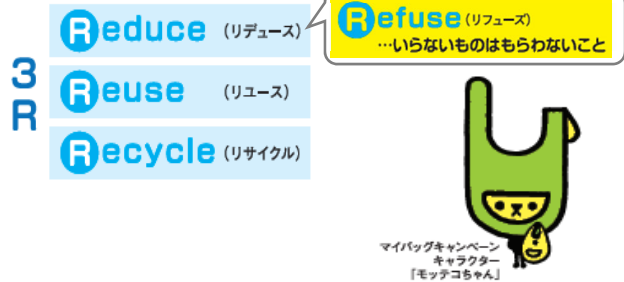 3R
Reduce (リデュース)
Refuse (リフューズ)
…いらないものはもらわないこと
Reuse (リユース)
Recycle (リサイクル)
マイバッグキャンペーン
キャラクター
「モッテコちゃん」